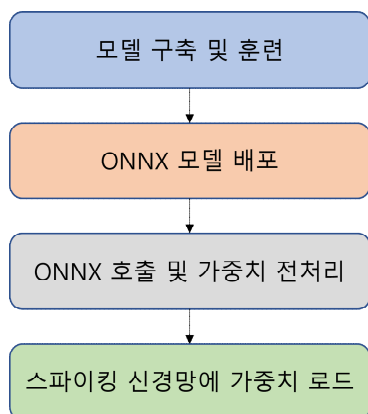 모델 구축 및 훈련
ONNX 모델 배포
ONNX 호출 및 가중치 전처리
스파이킹 신경망에 가중치 로드